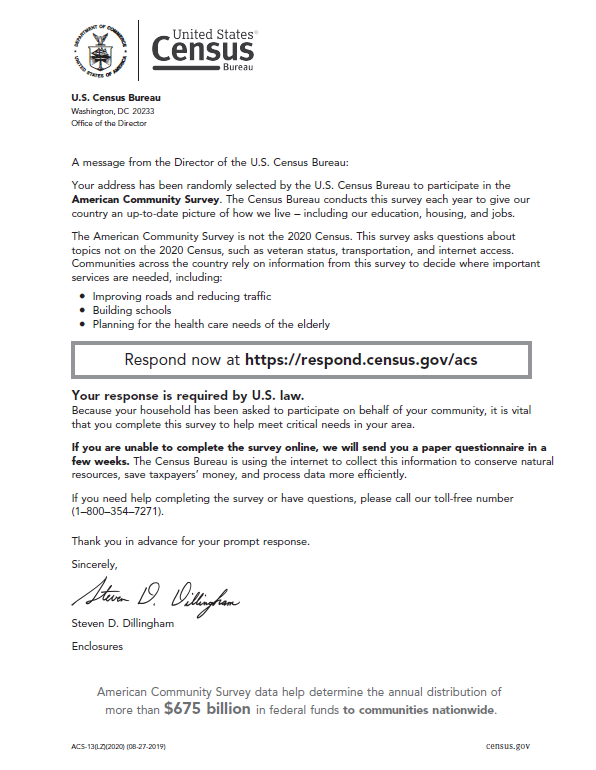 DEPARTMENT OF COMMERCE
UNITED STATES OF AMERICA
United States®
Census
Bureau
U.S. Census Bureau
Washington, DC 20233
Office of the Director
A message from the Director of the U.S. Census Bureau:
Your address has been randomly selected by the U.S. Census Bureau to participate in the
American Community Survey. The Census Bureau conducts this survey each year to give our
country an up-to-date picture of how we live – including our education, housing, and jobs.
The American Community Survey is not the 2020 Census. This survey asks questions about
topics not on the 2020 Census, such as veteran status, transportation, and internet access.
Communities across the country rely on information from this survey to decide where important
services are needed, including:
• Improving roads and reducing traffic
• Building schools
• Planning for the health care needs of the elderly
Respond now at https://respond.census.gov/acs
Your response is required by U.S. law.
Because your household has been asked to participate on behalf of your community, it is vital
that you complete this survey to help meet critical needs in your area.
If you are unable to complete the survey online, we will send you a paper questionnaire in a
few weeks. The Census Bureau is using the internet to collect this information to conserve natural
resources, save taxpayers' money, and process data more efficiently.
If you need help completing the survey or have questions, please call our toll-free number
(1–800–354–7271).
Thank you in advance for your prompt response.
Sincerely,
Steven D. Dillingham
Steven D. Dillingham
Enclosures
American Community Survey data help determine the annual distribution of
more than $675 billion in federal funds to communities nationwide.
ACS-13(LZ)(2020) (08-27-2019)
census.gov